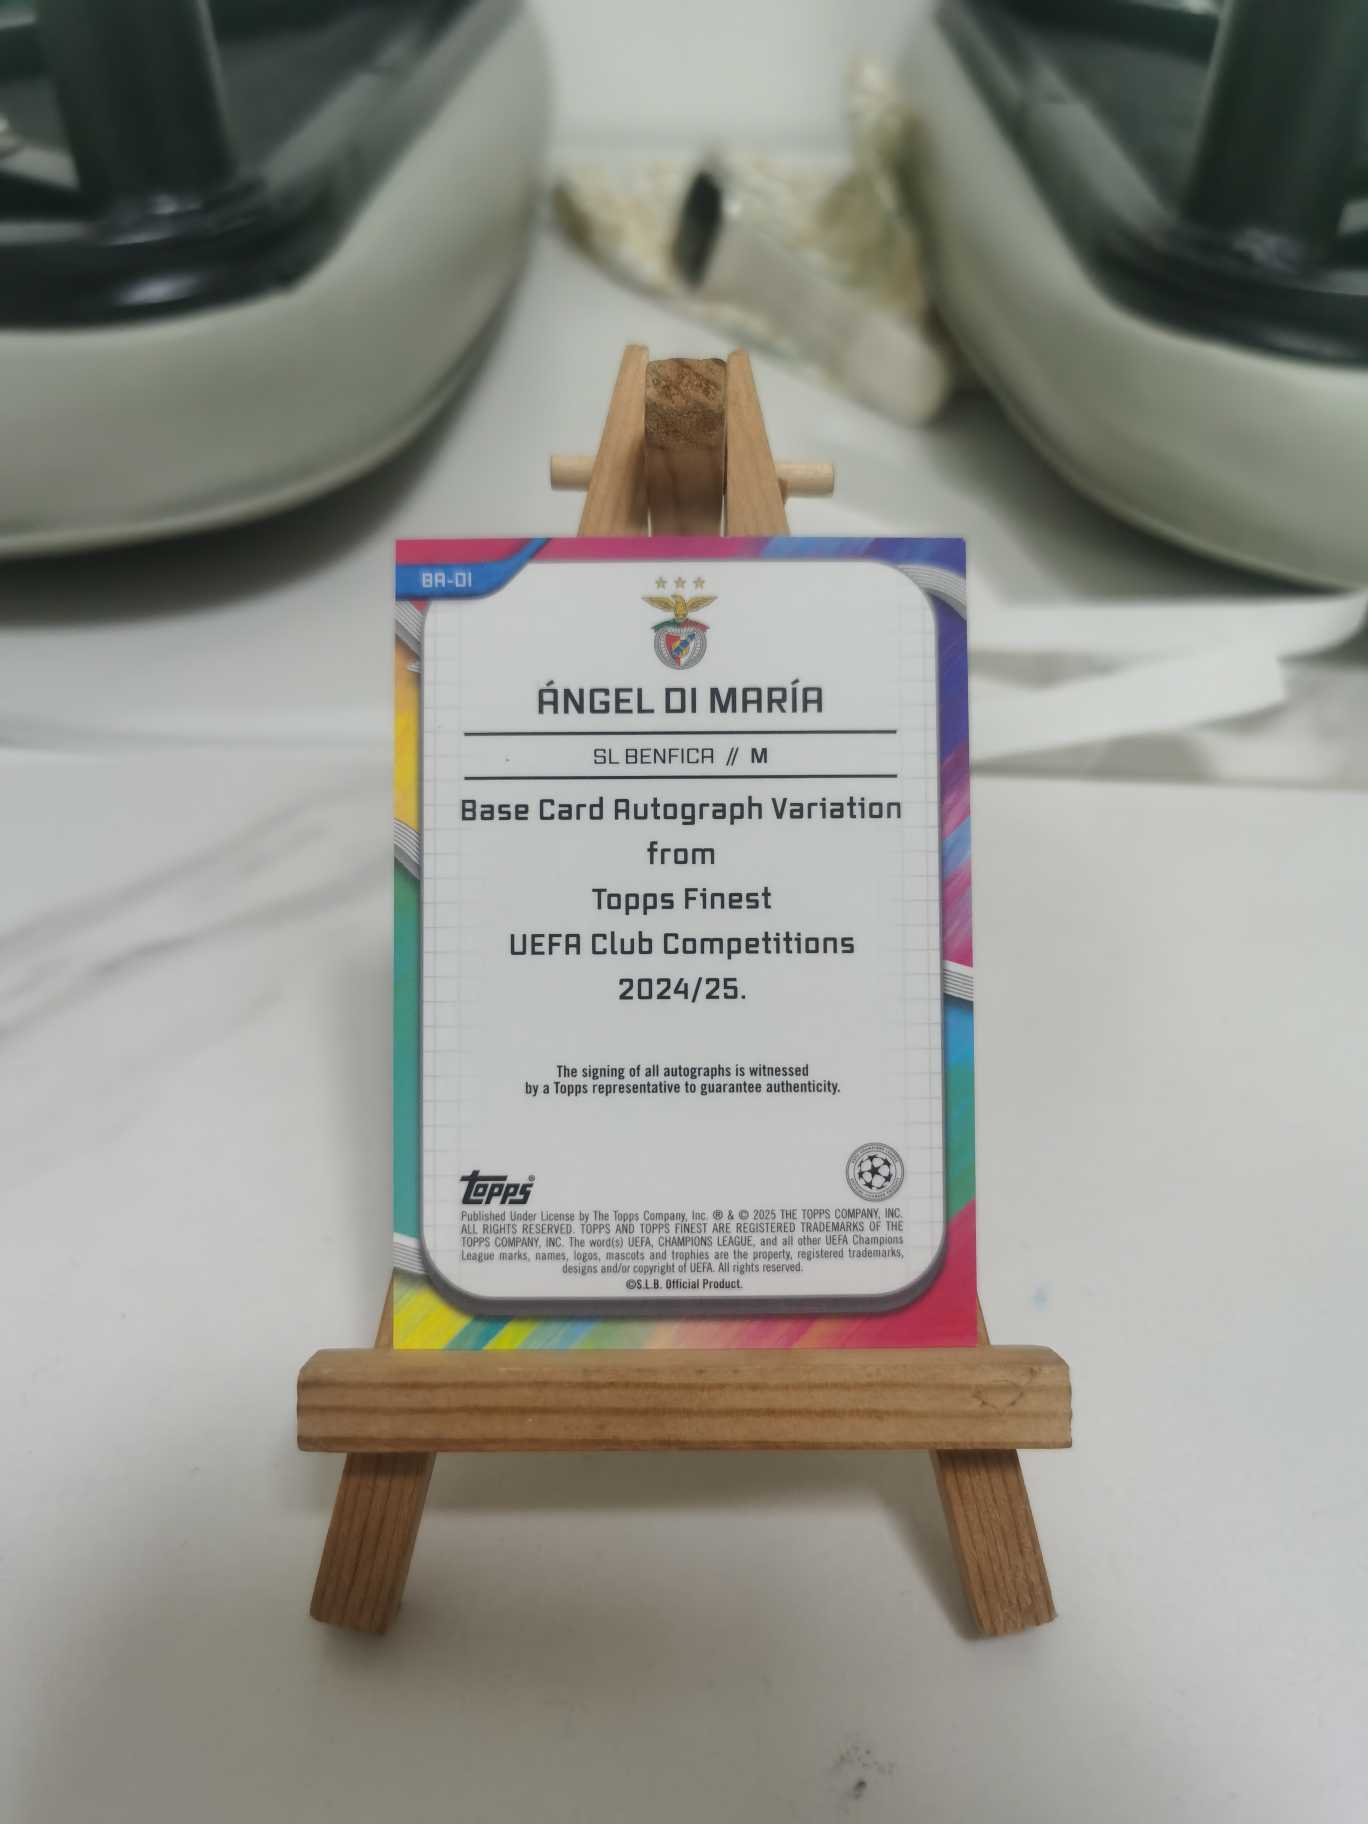 BA-DI
ÁNGEL DI MARÍA
SL BENFICA // M
Base Card Autograph Variation
from
Topps Finest
UEFA Club Competitions
2024/25.
The signing of all autographs is witnessed
by a Topps representative to guarantee authenticity.
topps®
Published Under License by The Topps Company, Inc. ® & © 2025 THE TOPPS COMPANY, INC.
ALL RIGHTS RESERVED. TOPPS AND TOPPS FINEST ARE REGISTERED TRADEMARKS OF THE
TOPPS COMPANY, INC. The word(s) UEFA, CHAMPIONS LEAGUE, and all other UEFA Champions
League marks, names, logos, mascots and trophies are the property, registered trademarks,
designs and/or copyright of UEFA. All rights reserved.
©S.L.B. Official Product.